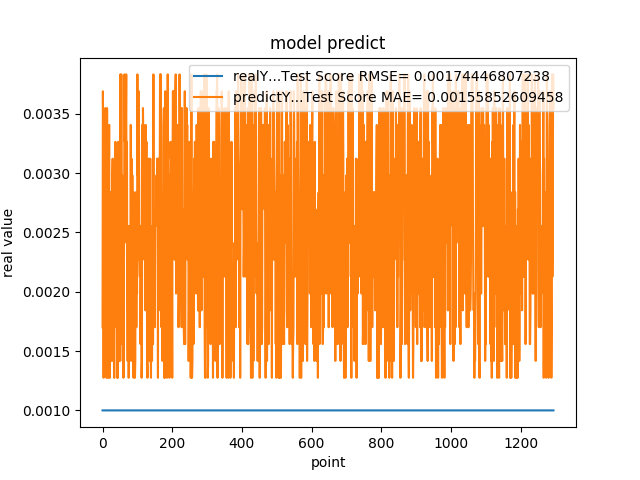 model predict
realY...Test Score RMSE= 0.00174446807238
predictY...Test Score MAE= 0.00155852609458
0.0035
0.0030
0.0025
0.0020
0.0015
0.0010
real value
0 200 400 600 800 1000 1200
point